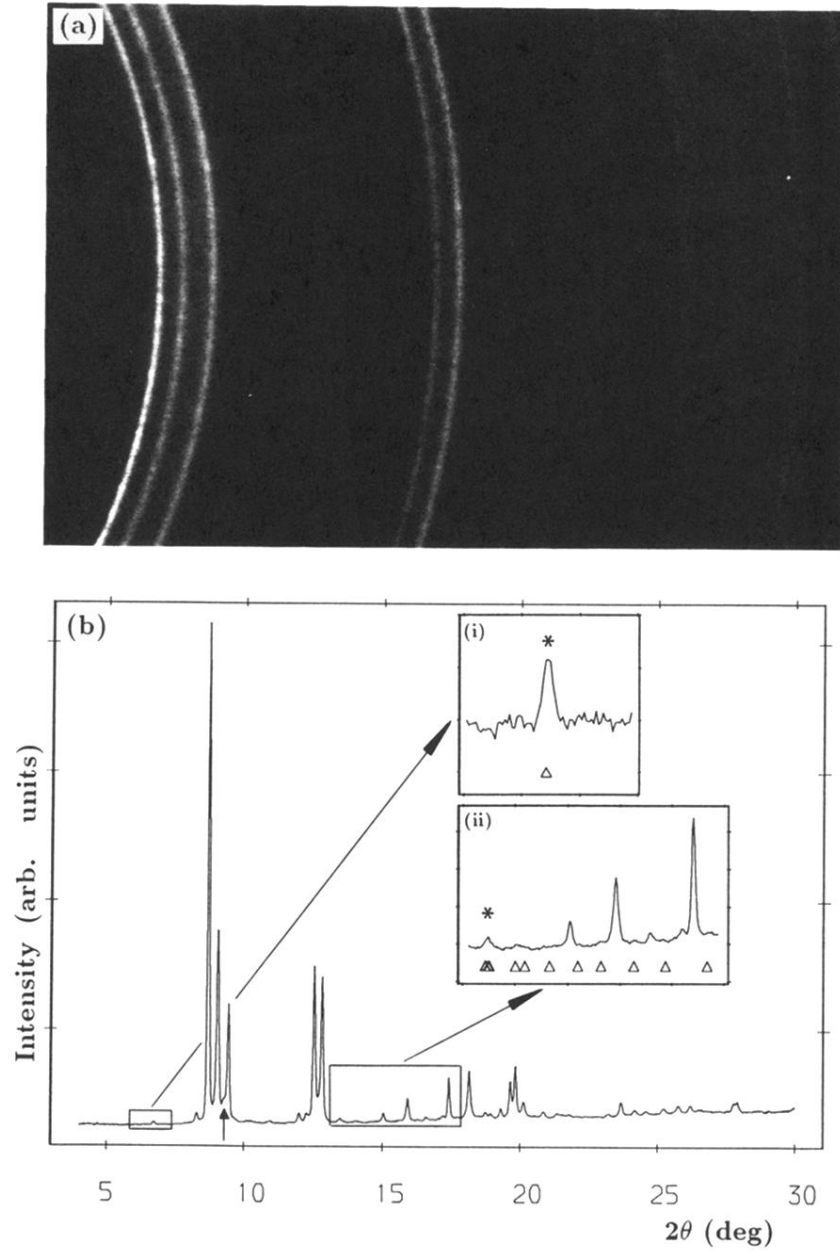 (a)
(b)
(i)
*
(ii)
*
Intensity (arb. units)
5 10 15 20 25 30
2θ (deg)